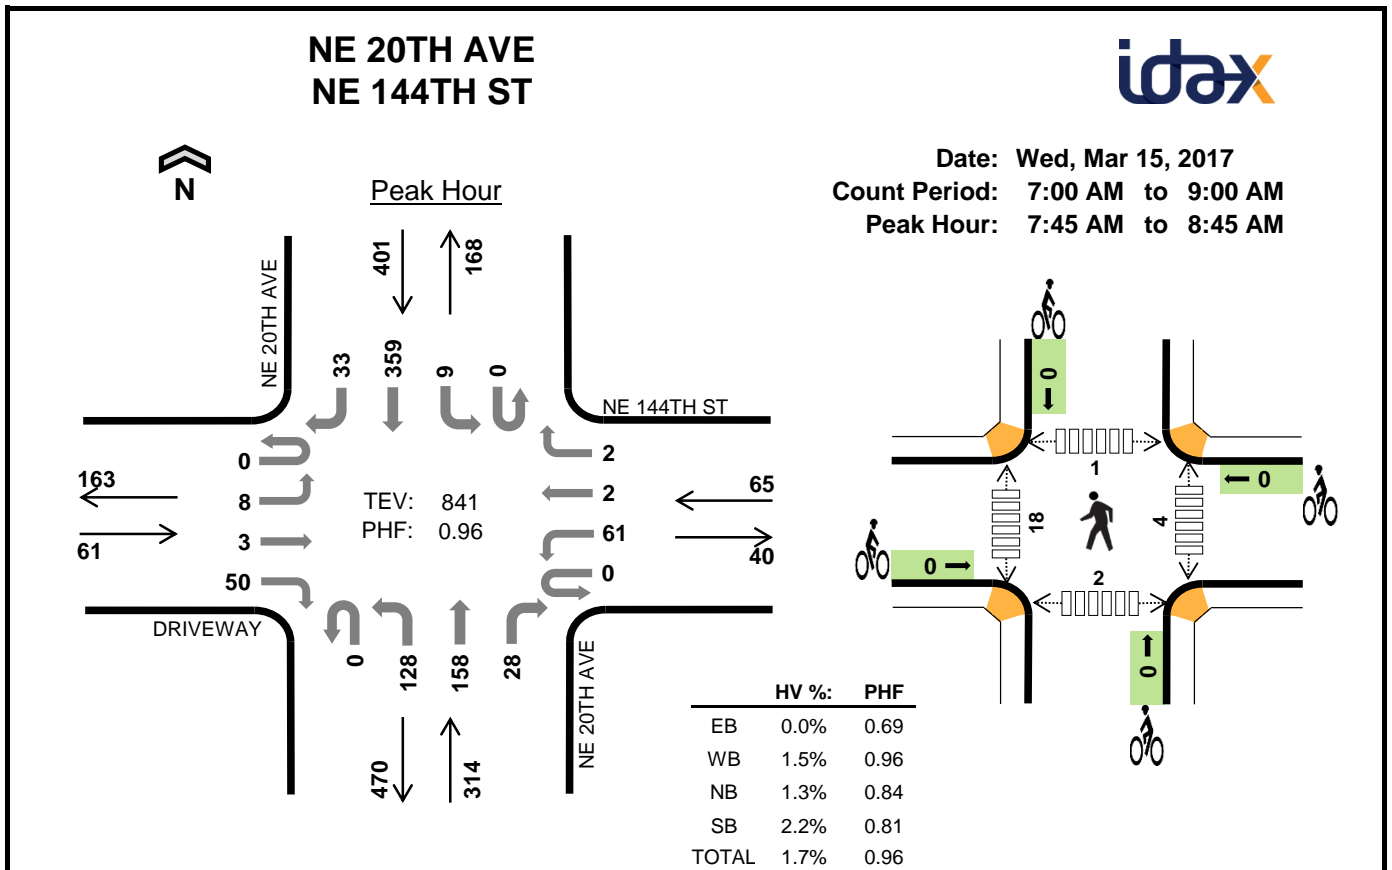 NE 20TH AVE
NE 144TH ST
idax
N
Peak Hour
Date: Wed, Mar 15, 2017
Count Period: 7:00 AM to 9:00 AM
Peak Hour: 7:45 AM to 8:45 AM
401
168
NE 20TH AVE
33
359
9
0
NE 144TH ST
0
8
3
50
163
61
TEV: 841
PHF: 0.96
2
2
61
0
65
40
DRIVEWAY
0
128
158
28
NE 20TH AVE
470
314
0
1
0
18
4
0
2
0
HV %: PHF
EB 0.0% 0.69
WB 1.5% 0.96
NB 1.3% 0.84
SB 2.2% 0.81
TOTAL 1.7% 0.96